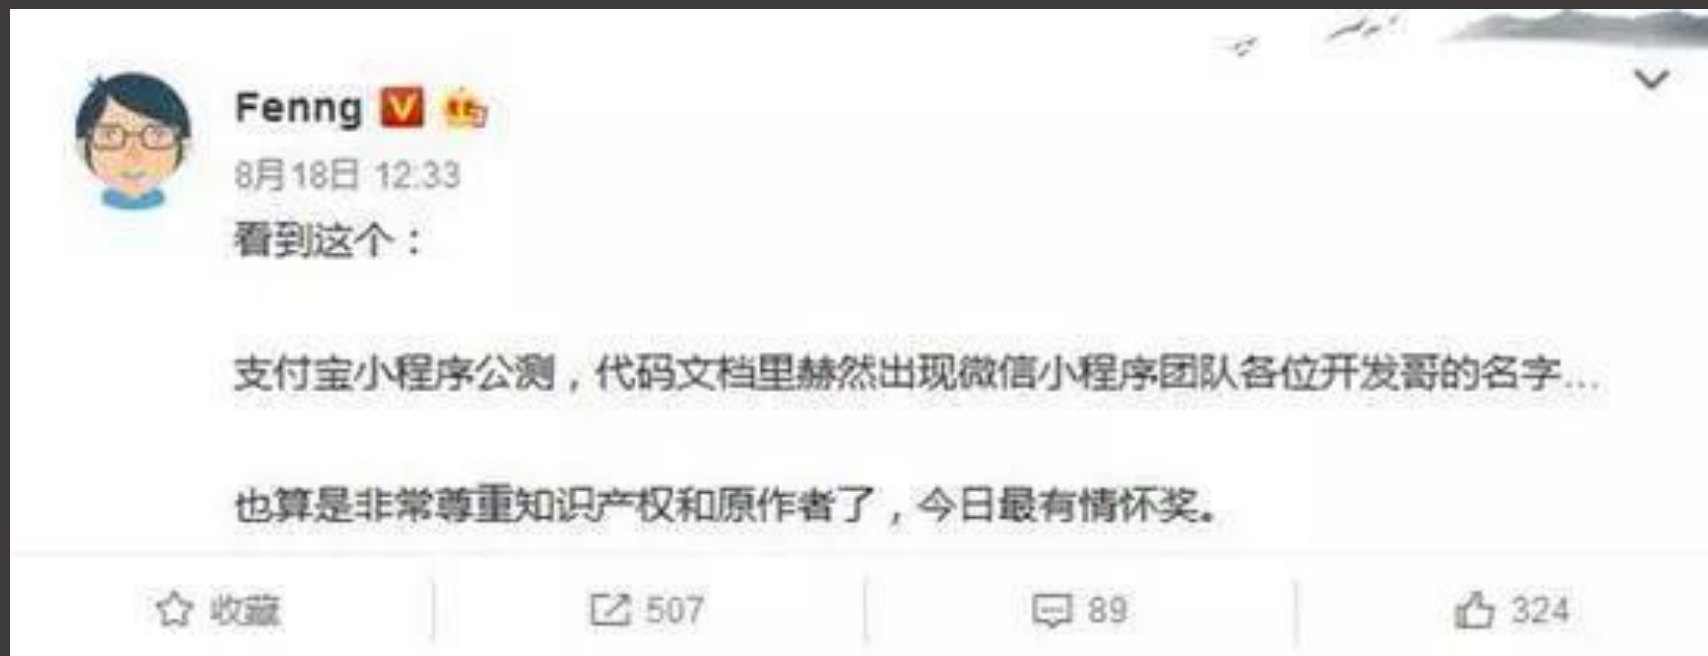 Fenng
8月18日 12:33
看到这个：
支付宝小程序公测，代码文档里赫然出现微信小程序团队各位开发哥的名字...
也算是非常尊重知识产权和原作者了，今日最有情怀奖。
收藏 507 89 324